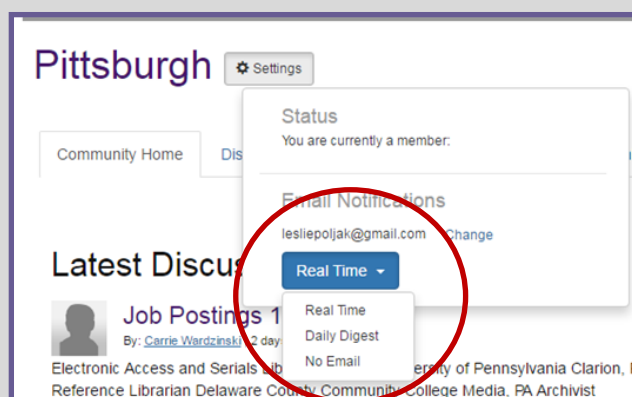 Pittsburgh Settings
Status
You are currently a member:
Community Home Dis
Email Notifications
lesliepoljak@gmail.com Change
Latest Discus
Real Time
Real Time
Daily Digest
No Email
Job Postings 1
By: Carrie Wardzinski, 2 days
Electronic Access and Serials Lib ersity of Pennsylvania Clarion,
Reference Librarian Delaware County Community College Media, PA Archivist